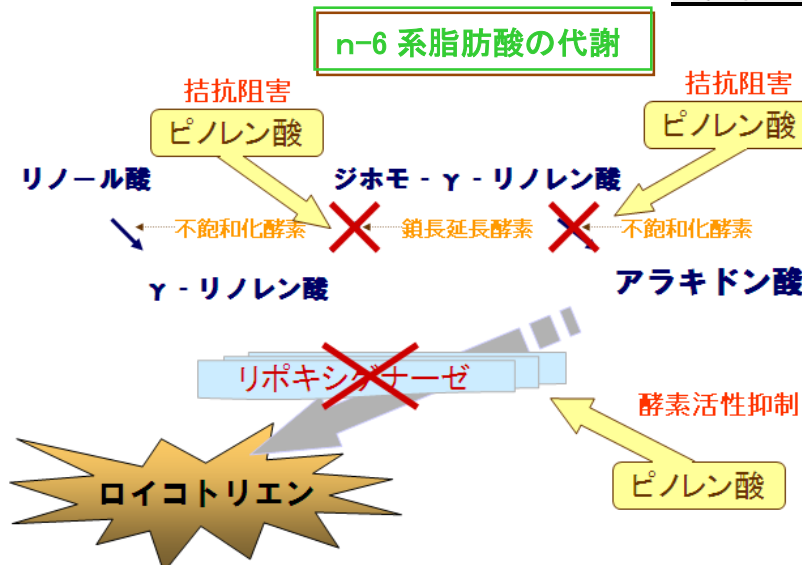 n-6 系脂肪酸の代謝
拮抗阻害
ピノレン酸
拮抗阻害
ピノレン酸
リノール酸
ジホモ - γ - リノレン酸
不飽和化酵素
鎖長延長酵素
不飽和化酵素
γ - リノレン酸
アラキドン酸
リポキシゲナーゼ
酵素活性抑制
ピノレン酸
ロイコトリエン